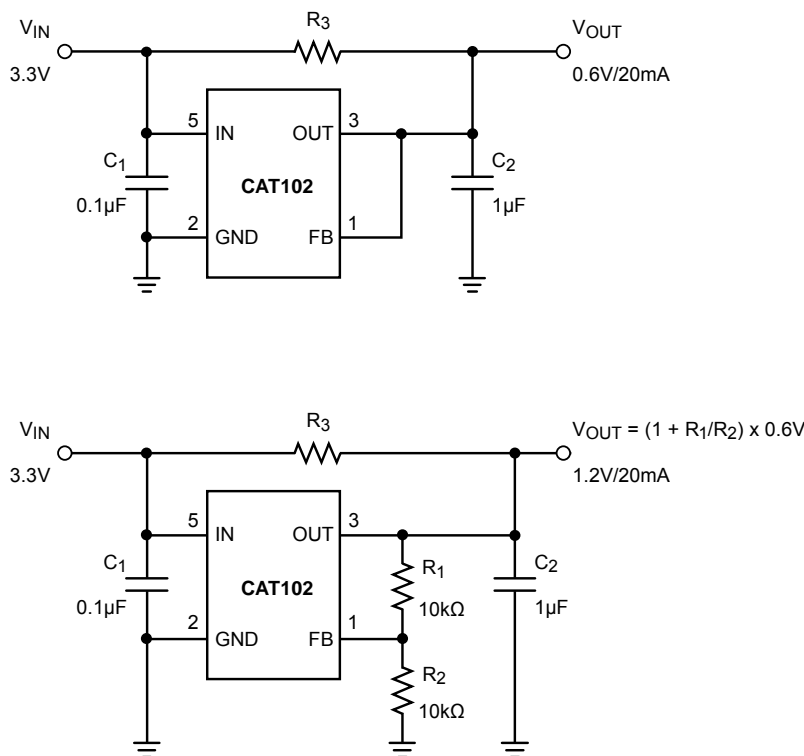 R3
VIN
VOUT
3.3V
0.6V/20mA
5
IN
OUT
3
C1
0.1µF
CAT102
C2
1µF
2
GND
FB
1
R3
VIN
VOUT = (1 + R1/R2) x 0.6V
3.3V
1.2V/20mA
5
IN
OUT
3
C1
0.1µF
CAT102
R1
10kΩ
C2
1µF
2
GND
FB
1
R2
10kΩ